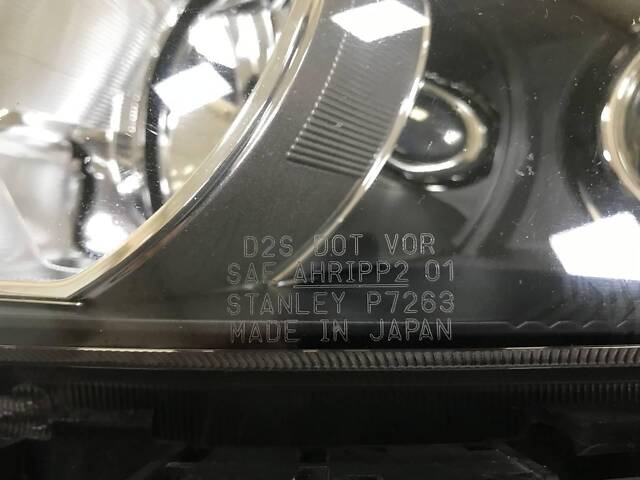 D2S DOT VOR
SAE AHRIPP2 01
STANLEY P7263
MADE IN JAPAN